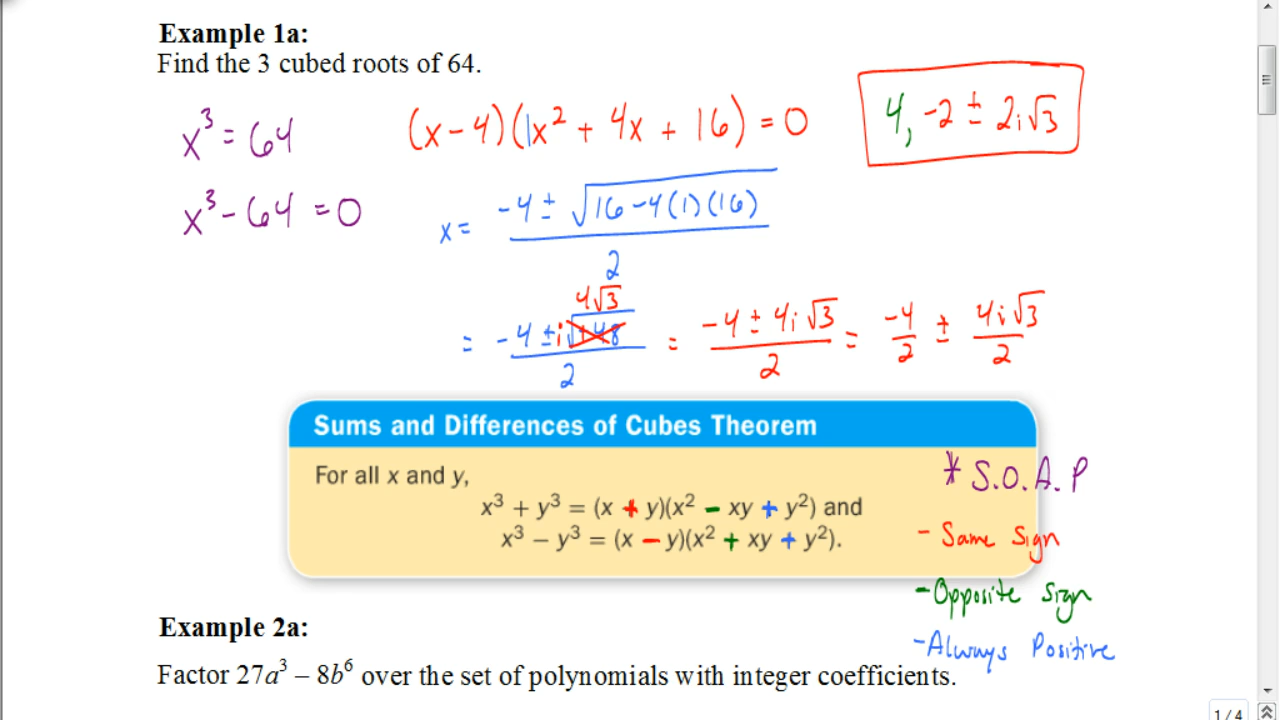 Example 1a:
Find the 3 cubed roots of 64.
x³ = 64
x³ - 64 = 0
(x - 4)(1x² + 4x + 16) = 0
x = (-4 ± √(16 - 4(1)(16))) / 2
4√3
= (-4 ± i√-48) / 2 = (-4 ± 4i√3) / 2 = -4/2 ± 4i√3/2
4, -2 ± 2i√3
Sums and Differences of Cubes Theorem
For all x and y,
x³ + y³ = (x + y)(x² - xy + y²) and
x³ − y³ = (x − y)(x² + xy + y²).
* S.O.A.P
- Same Sign
- Opposite Sign
- Always Positive
Example 2a:
Factor 27a³ – 8b⁶ over the set of polynomials with integer coefficients.
1/4